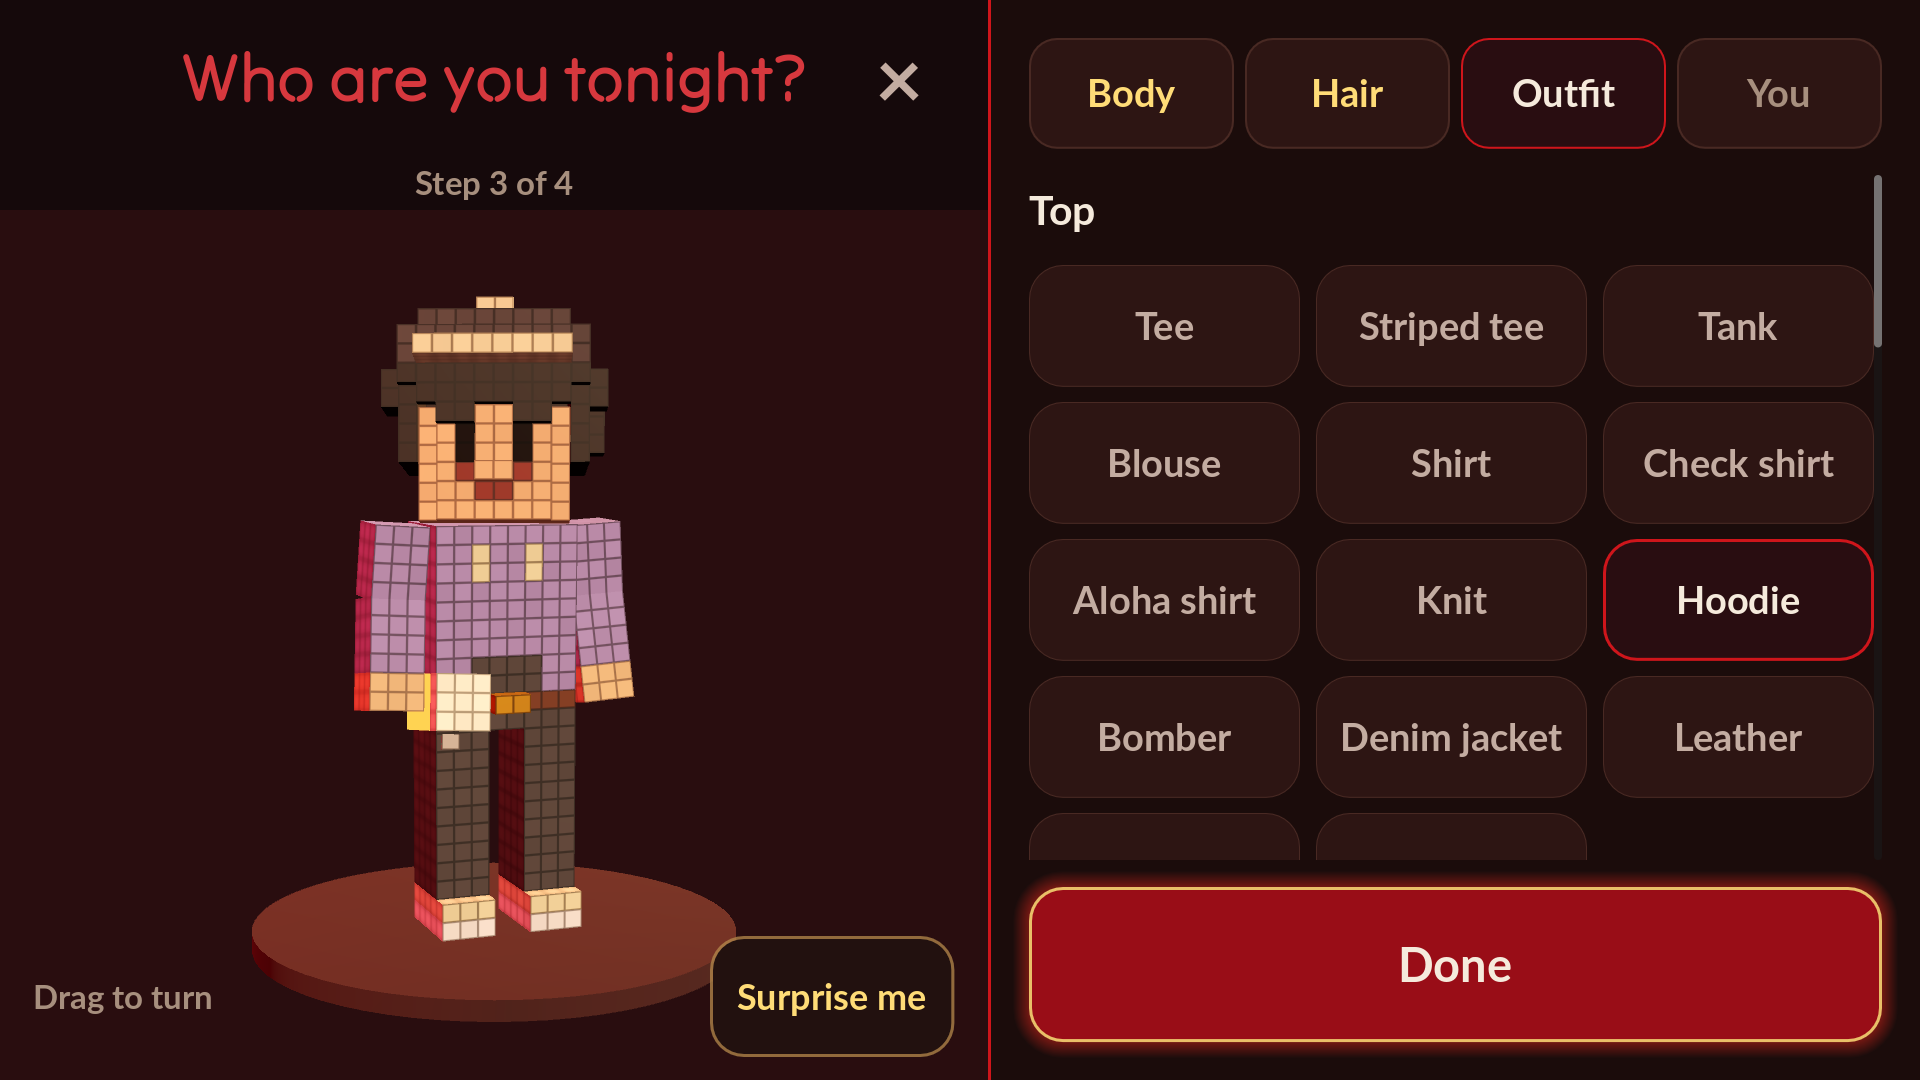 Who are you tonight?
Step 3 of 4
Drag to turn
Surprise me
Body
Hair
Outfit
You
Top
Tee
Striped tee
Tank
Blouse
Shirt
Check shirt
Aloha shirt
Knit
Hoodie
Bomber
Denim jacket
Leather
Done